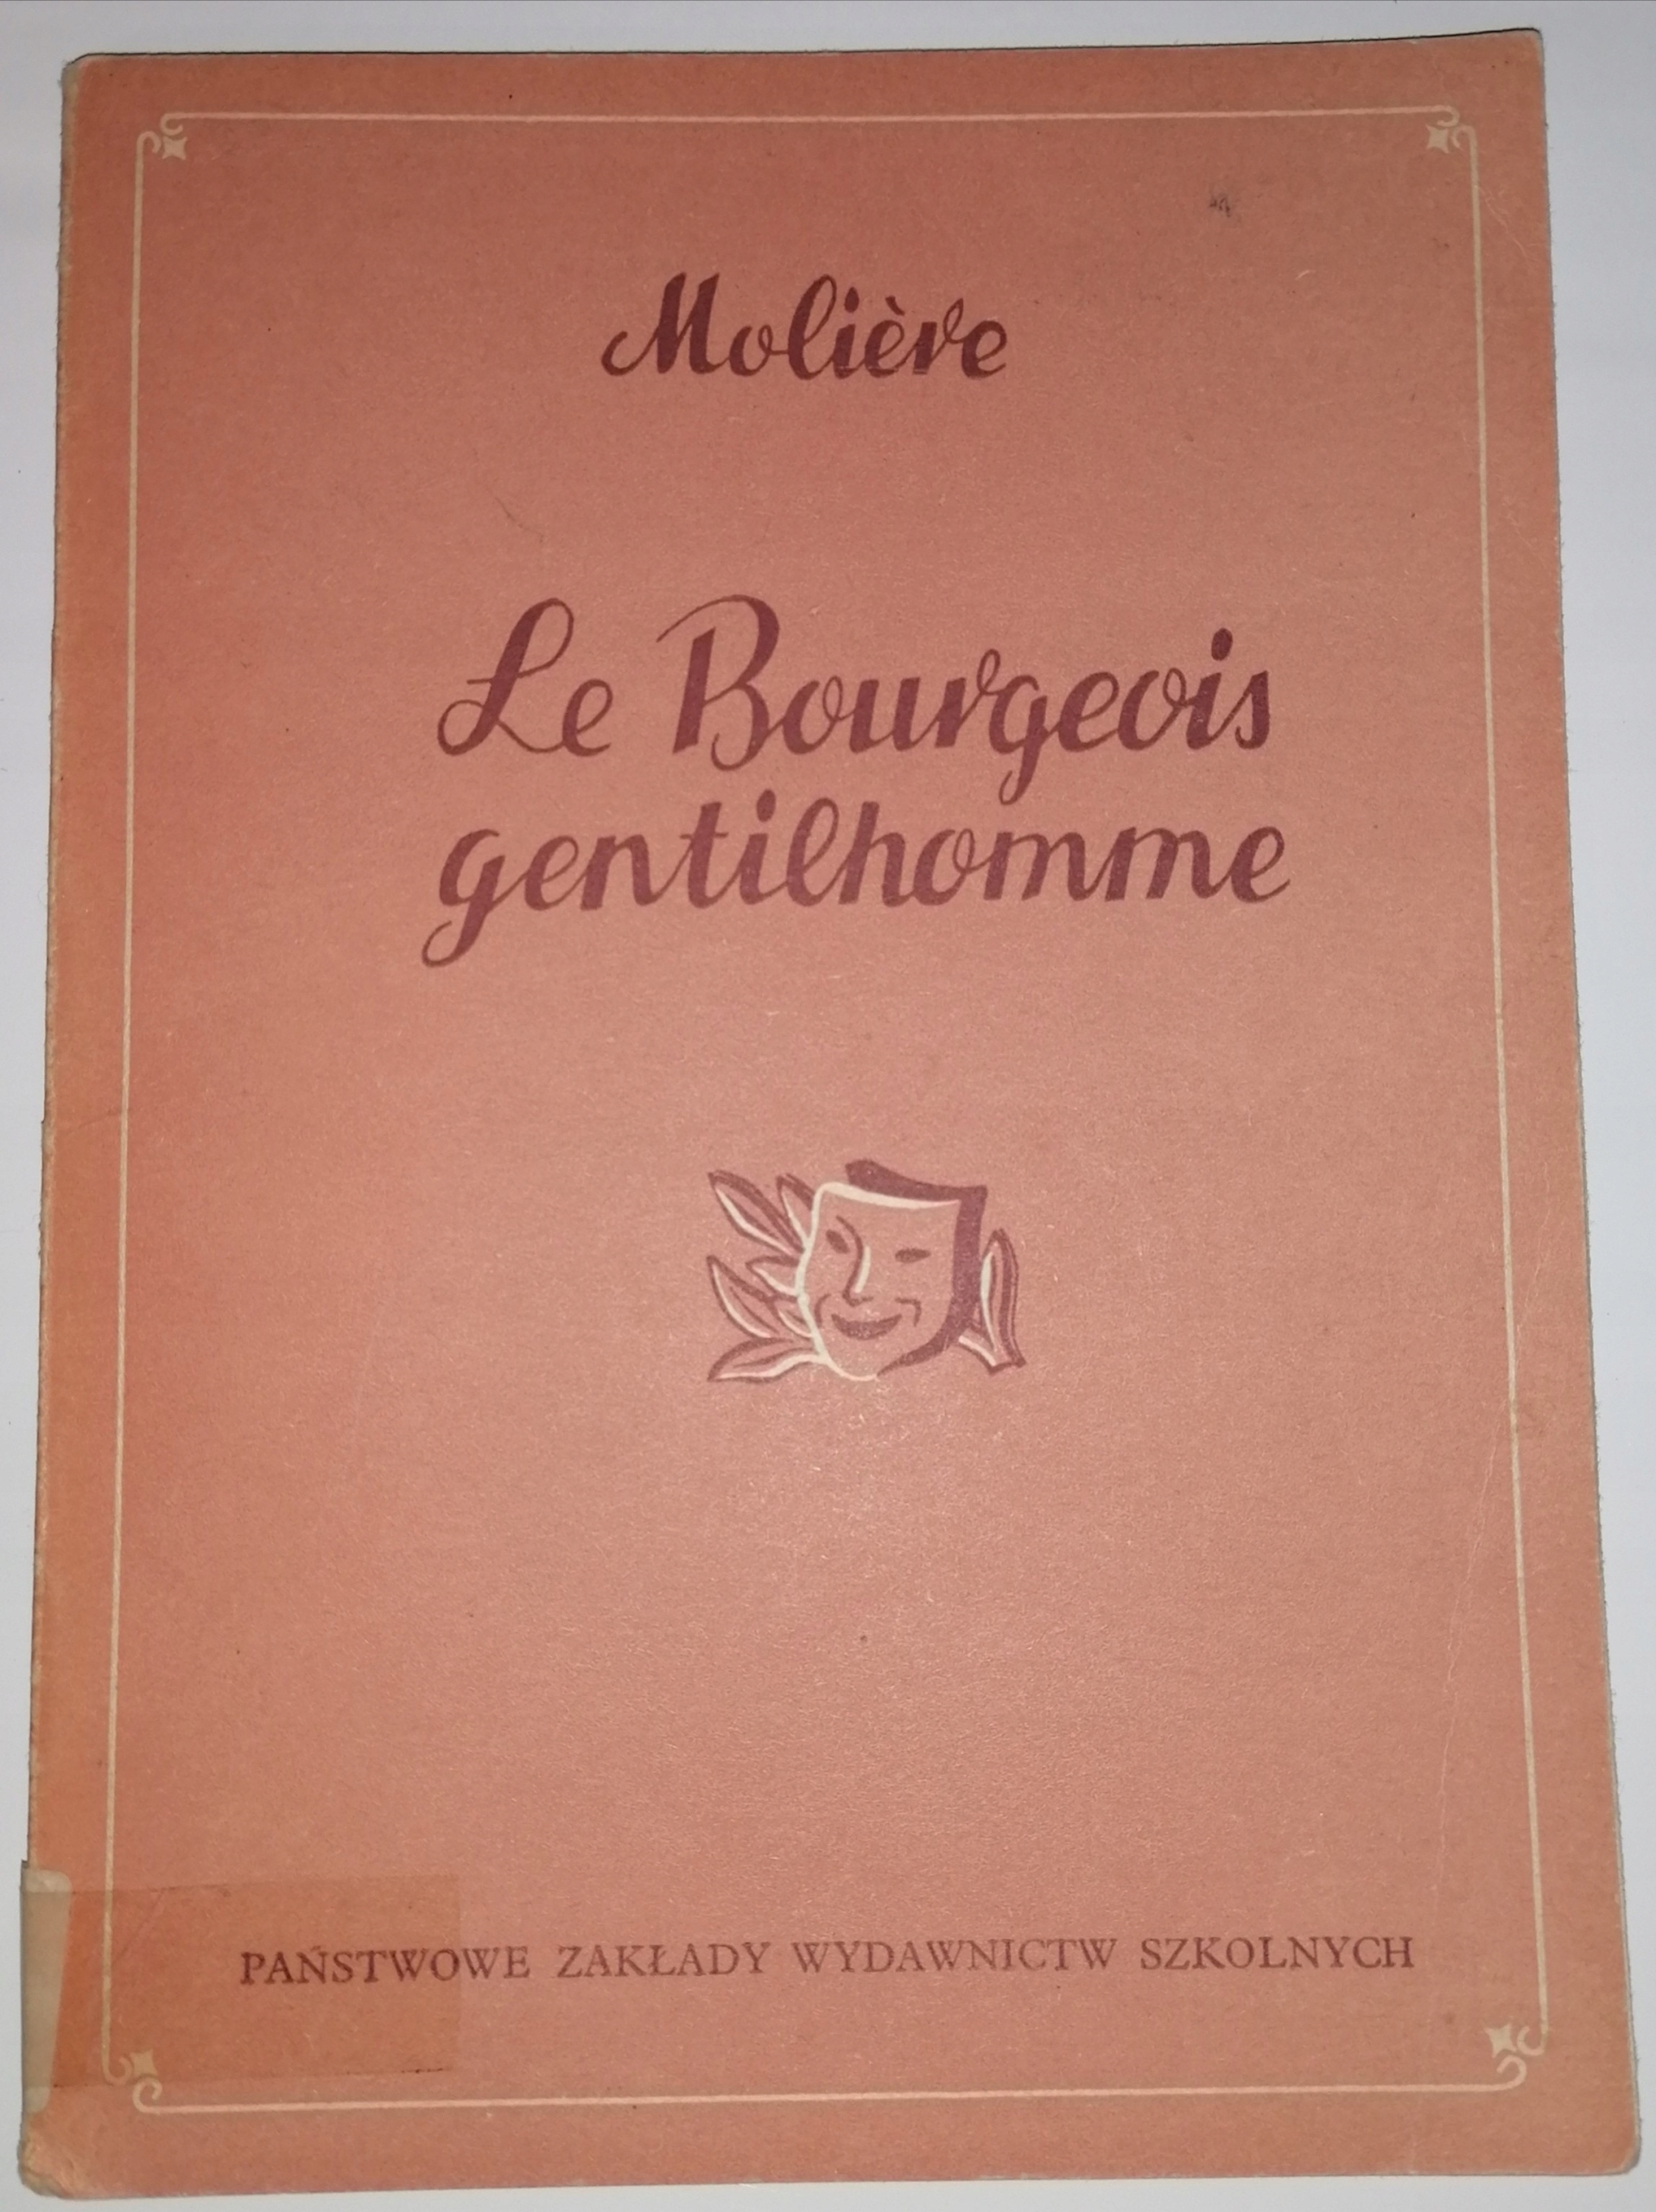 Molière
Le Bourgeois
gentilhomme
PAŃSTWOWE ZAKŁADY WYDAWNICTW SZKOLNYCH